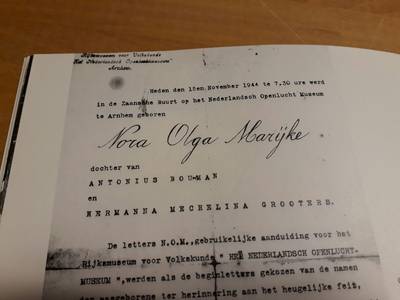 Rijksmuseum voor Volkskunde
"Het Nederlandsch Openluchtmuseum"
Arnhem.
Heden den 18en November 1944 te 7.30 ure werd
in de Zaansche Buurt op het Nederlandsch Openlucht Museum
te Arnhem geboren
Nora Olga Marijke
dochter van
ANTONIUS BOUMAN
en
HERMANNA MECHELINA GROOTERS.
De letters N.O.M., gebruikelijke aanduiding voor het
Rijksmuseum voor Volkskunde "HET NEDERLANDSCH OPENLUCHT-
MUSEUM", werden als de beginletters gekozen van de namen
pasgeborene ter herinnering aan het heugelijke feit,